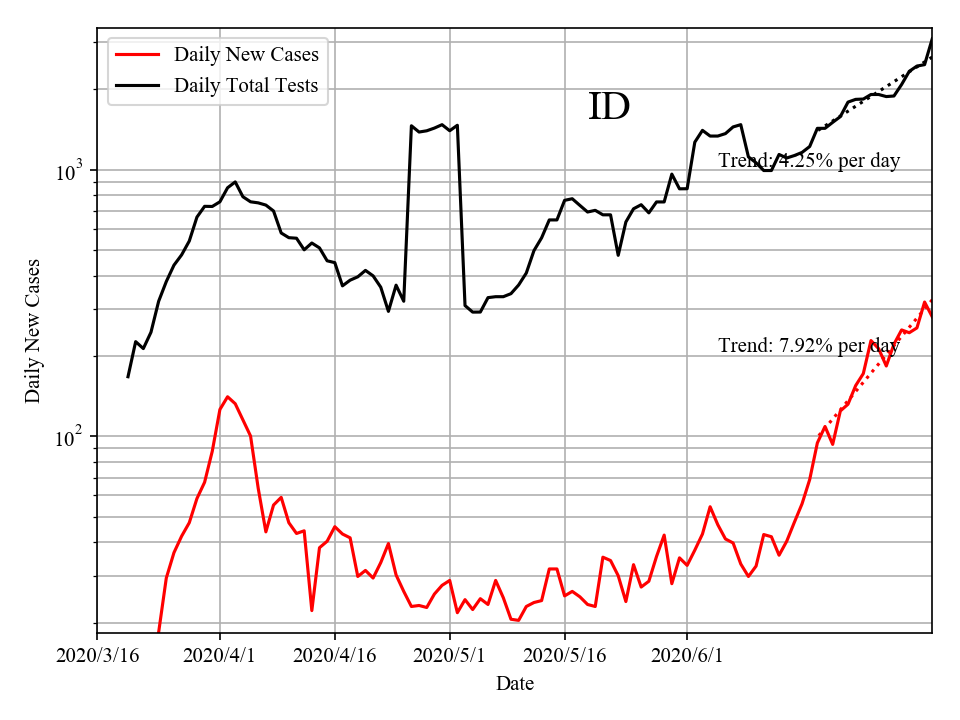 Daily New Cases
Daily Total Tests
ID
Trend: 4.25% per day
Trend: 7.92% per day
10³
10²
Daily New Cases
2020/3/16 2020/4/1 2020/4/16 2020/5/1 2020/5/16 2020/6/1
Date